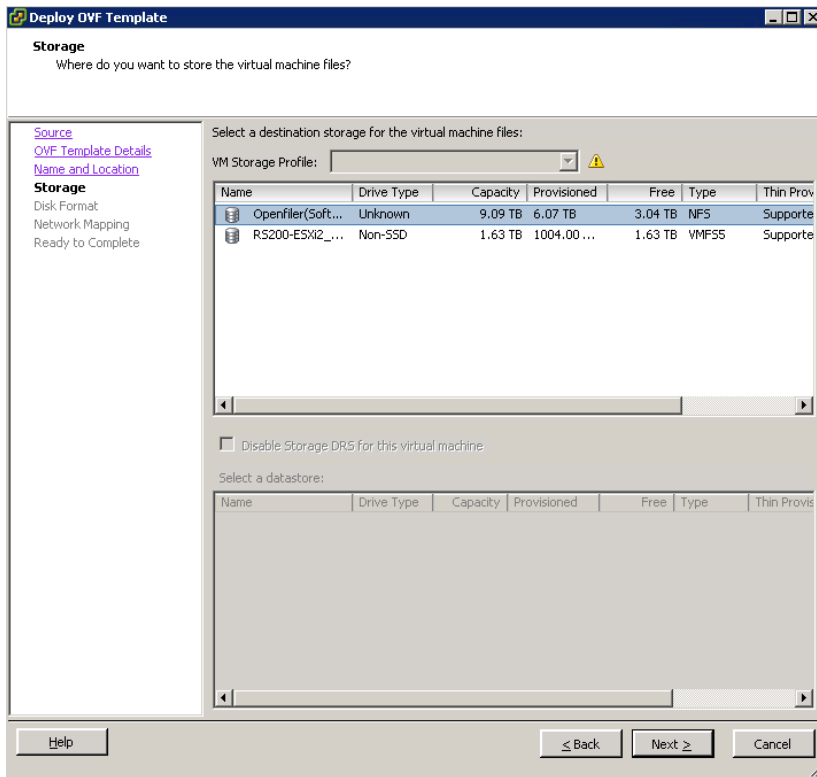 Deploy OVF Template
Storage
Where do you want to store the virtual machine files?
Source
OVF Template Details
Name and Location
Storage
Disk Format
Network Mapping
Ready to Complete
Select a destination storage for the virtual machine files:
VM Storage Profile:
Name Drive Type Capacity Provisioned Free Type Thin Prov
Openfiler(Soft... Unknown 9.09 TB 6.07 TB 3.04 TB NFS Supporte
RS200-ESXi2_... Non-SSD 1.63 TB 1004.00 ... 1.63 TB VMFS5 Supporte
Disable Storage DRS for this virtual machine
Select a datastore:
Name Drive Type Capacity Provisioned Free Type Thin Provis
Help ≤ Back Next ≥ Cancel